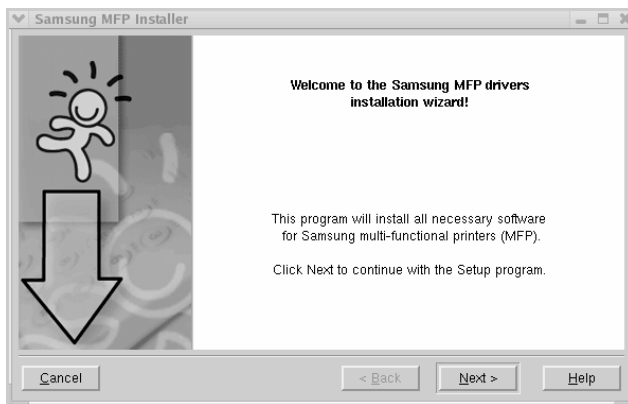 Samsung MFP Installer
Welcome to the Samsung MFP drivers
installation wizard!
This program will install all necessary software
for Samsung multi-functional printers (MFP).
Click Next to continue with the Setup program.
Cancel
< Back
Next >
Help